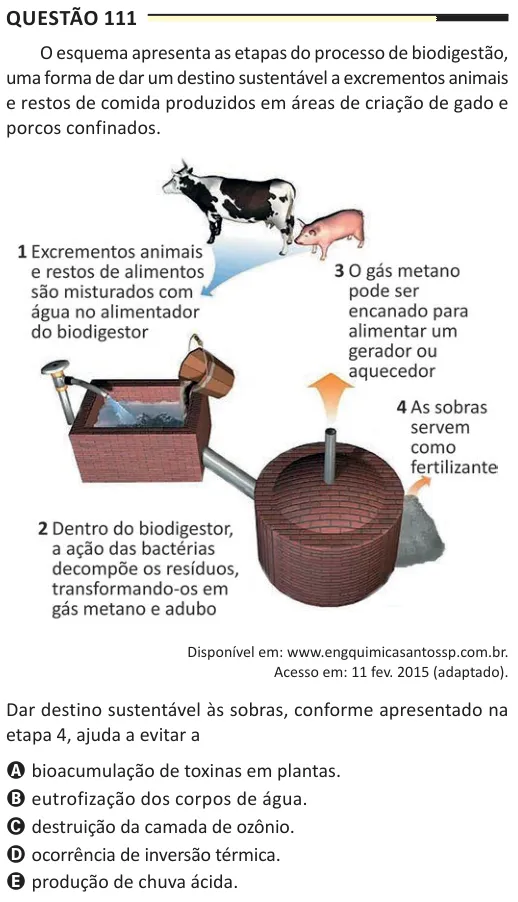 QUESTÃO 111
O esquema apresenta as etapas do processo de biodigestão,
uma forma de dar um destino sustentável a excrementos animais
e restos de comida produzidos em áreas de criação de gado e
porcos confinados.
1 Excrementos animais
e restos de alimentos
são misturados com
água no alimentador
do biodigestor
3 O gás metano
pode ser
encanado para
alimentar um
gerador ou
aquecedor
4 As sobras
servem
como
fertilizante
2 Dentro do biodigestor,
a ação das bactérias
decompõe os resíduos,
transformando-os em
gás metano e adubo
Disponível em: www.engquimicasantossp.com.br.
Acesso em: 11 fev. 2015 (adaptado).
Dar destino sustentável às sobras, conforme apresentado na
etapa 4, ajuda a evitar a
A bioacumulação de toxinas em plantas.
B eutrofização dos corpos de água.
C destruição da camada de ozônio.
D ocorrência de inversão térmica.
E produção de chuva ácida.